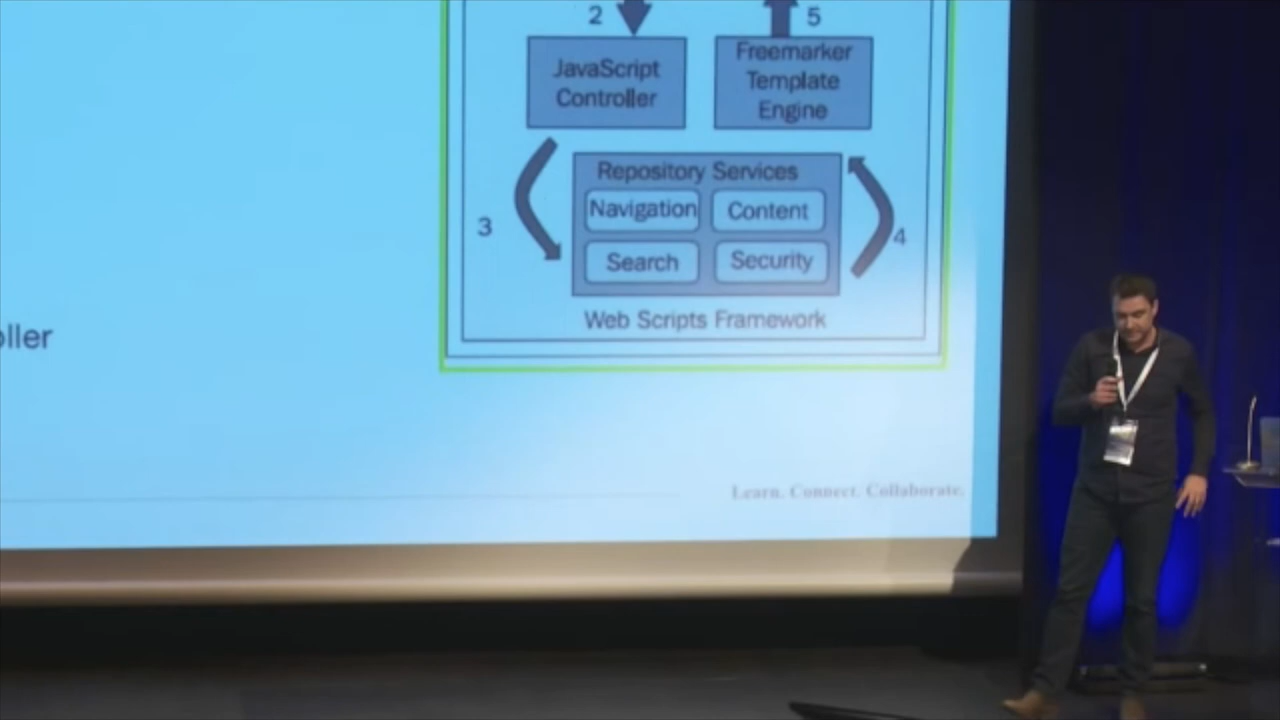 2
5
JavaScript
Controller
Freemarker
Template
Engine
Repository Services
Navigation
Content
3
4
Search
Security
Web Scripts Framework
oller
Learn. Connect. Collaborate.